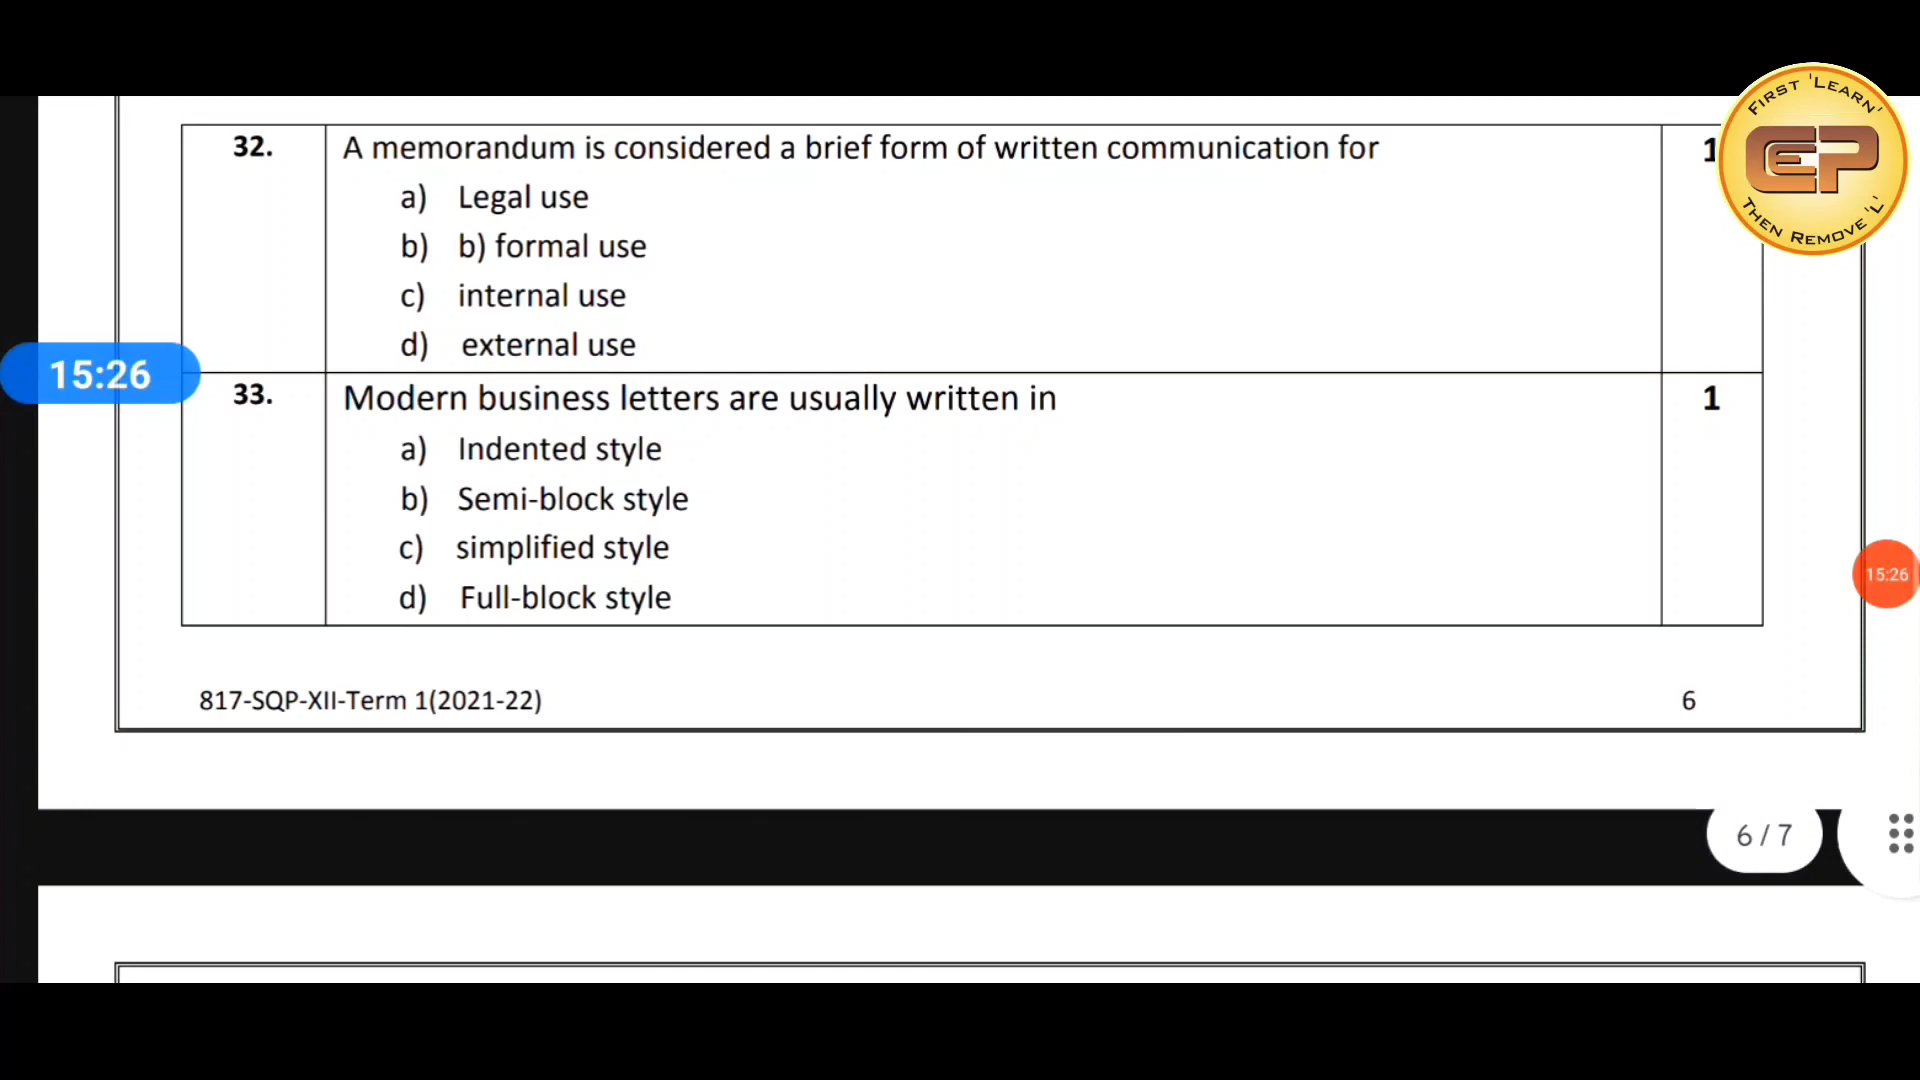 FIRST 'LEARN'
EP
THEN REMOVE 'L'
32. A memorandum is considered a brief form of written communication for 1
a) Legal use
b) b) formal use
c) internal use
d) external use
15:26
33. Modern business letters are usually written in 1
a) Indented style
b) Semi-block style
c) simplified style
d) Full-block style
15:26
817-SQP-XII-Term 1(2021-22) 6
6 / 7